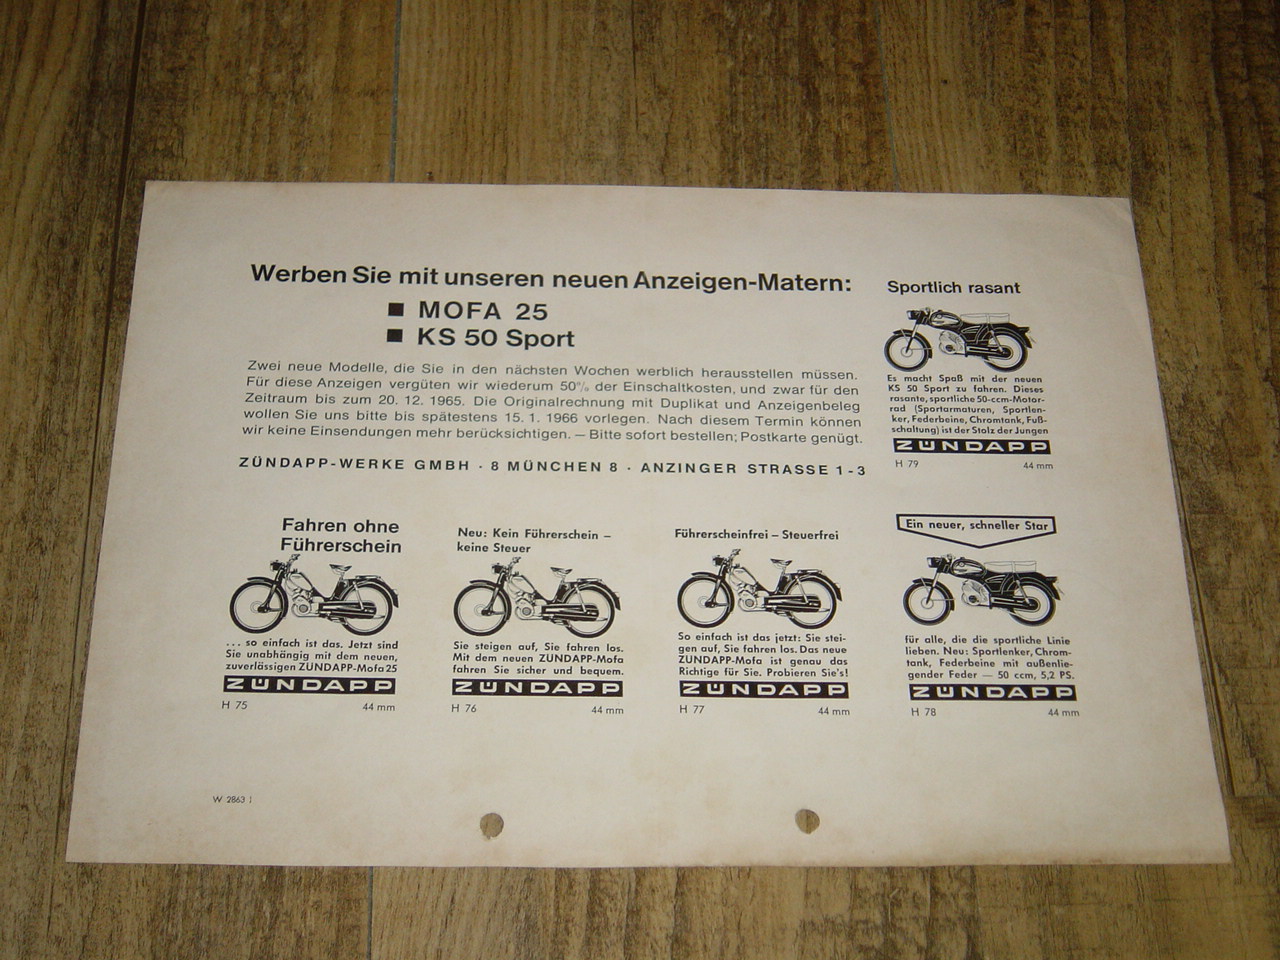 Werben Sie mit unseren neuen Anzeigen-Matern:
■ MOFA 25
■ KS 50 Sport
Zwei neue Modelle, die Sie in den nächsten Wochen werblich herausstellen müssen.
Für diese Anzeigen vergüten wir wiederum 50% der Einschaltkosten, und zwar für den
Zeitraum bis zum 20. 12. 1965. Die Originalrechnung mit Duplikat und Anzeigenbeleg
wollen Sie uns bitte bis spätestens 15. 1. 1966 vorlegen. Nach diesem Termin können
wir keine Einsendungen mehr berücksichtigen. — Bitte sofort bestellen; Postkarte genügt.
ZÜNDAPP-WERKE GMBH · 8 MÜNCHEN 8 · ANZINGER STRASSE 1-3
Sportlich rasant
Es macht Spaß mit der neuen
KS 50 Sport zu fahren. Dieses
rasante, sportliche 50-ccm-Motor-
rad (Sportarmaturen, Sportlen-
ker, Federbeine, Chromtank, Fuß-
schaltung) ist der Stolz der Jungen
ZÜNDAPP
H 79 44 mm
Fahren ohne
Führerschein
... so einfach ist das. Jetzt sind
Sie unabhängig mit dem neuen,
zuverlässigen ZÜNDAPP-Mofa 25
ZÜNDAPP
H 75 44 mm
Neu: Kein Führerschein –
keine Steuer
Sie steigen auf, Sie fahren los.
Mit dem neuen ZÜNDAPP-Mofa
fahren Sie sicher und bequem.
ZÜNDAPP
H 76 44 mm
Führerscheinfrei – Steuerfrei
So einfach ist das jetzt: Sie stei-
gen auf, Sie fahren los. Das neue
ZÜNDAPP-Mofa ist genau das
Richtige für Sie. Probieren Sie's!
ZÜNDAPP
H 77 44 mm
Ein neuer, schneller Star
für alle, die die sportliche Linie
lieben. Neu: Sportlenker, Chrom-
tank, Federbeine mit außenlie-
gender Feder — 50 ccm, 5,2 PS.
ZÜNDAPP
H 78 44 mm
W 2863 I